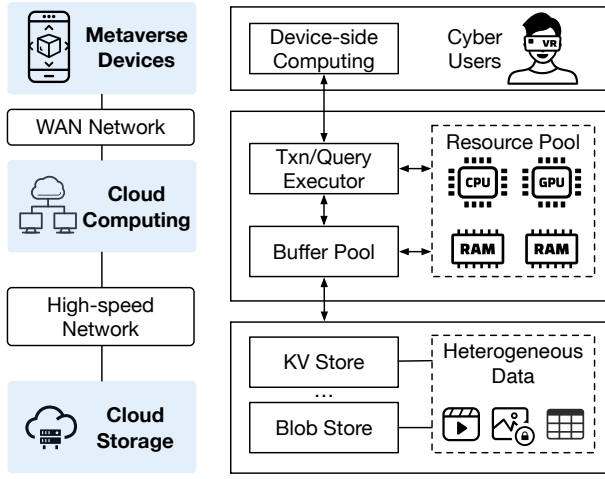 Metaverse
Devices
WAN Network
Cloud
Computing
High-speed
Network
Cloud
Storage
Device-side
Computing
Cyber
Users
VR
Txn/Query
Executor
Buffer Pool
Resource Pool
CPU
GPU
RAM
RAM
KV Store
...
Blob Store
Heterogeneous
Data